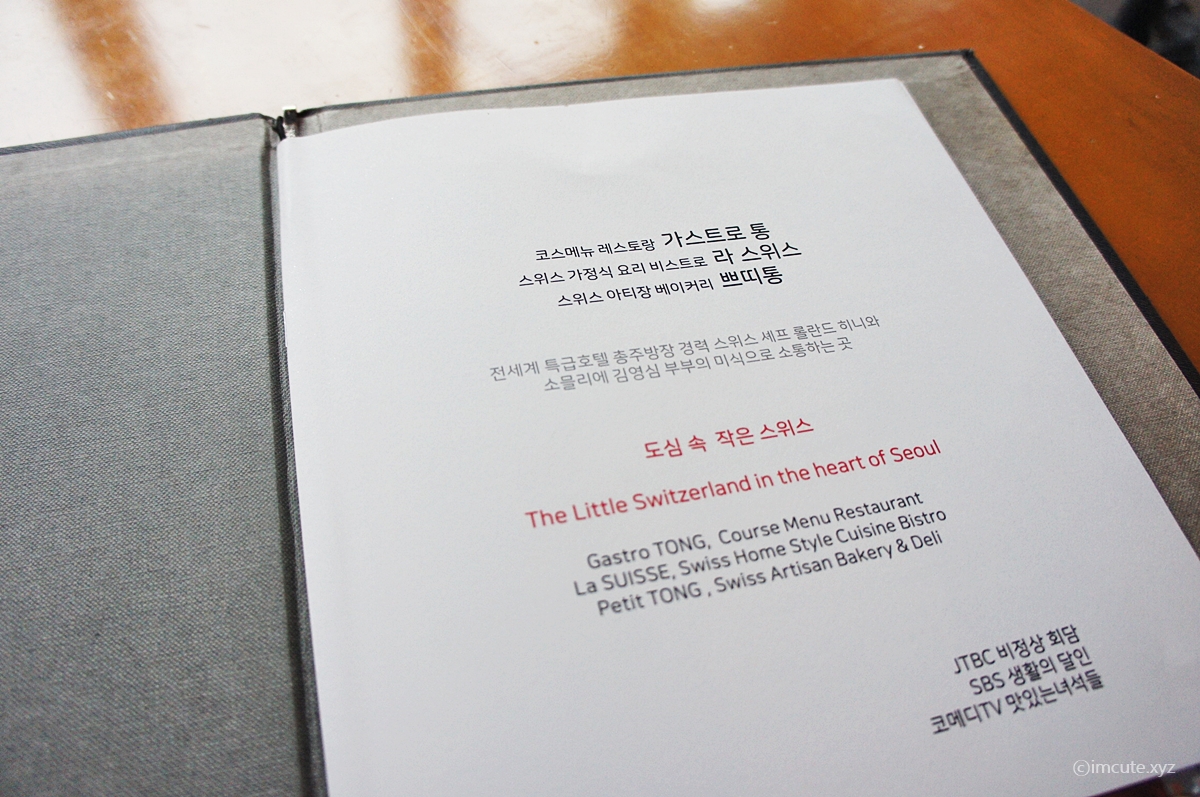 코스메뉴 레스토랑 가스트로 통
스위스 가정식 요리 비스트로 라 스위스
스위스 아티장 베이커리 쁘띠통
전세계 특급호텔 총주방장 경력 스위스 셰프 롤란드 히니와
소믈리에 김영심 부부의 미식으로 소통하는 곳
도심 속 작은 스위스
The Little Switzerland in the heart of Seoul
Gastro TONG, Course Menu Restaurant
La SUISSE, Swiss Home Style Cuisine Bistro
Petit TONG , Swiss Artisan Bakery & Deli
JTBC 비정상 회담
SBS 생활의 달인
코메디TV 맛있는녀석들
©imcute.xyz